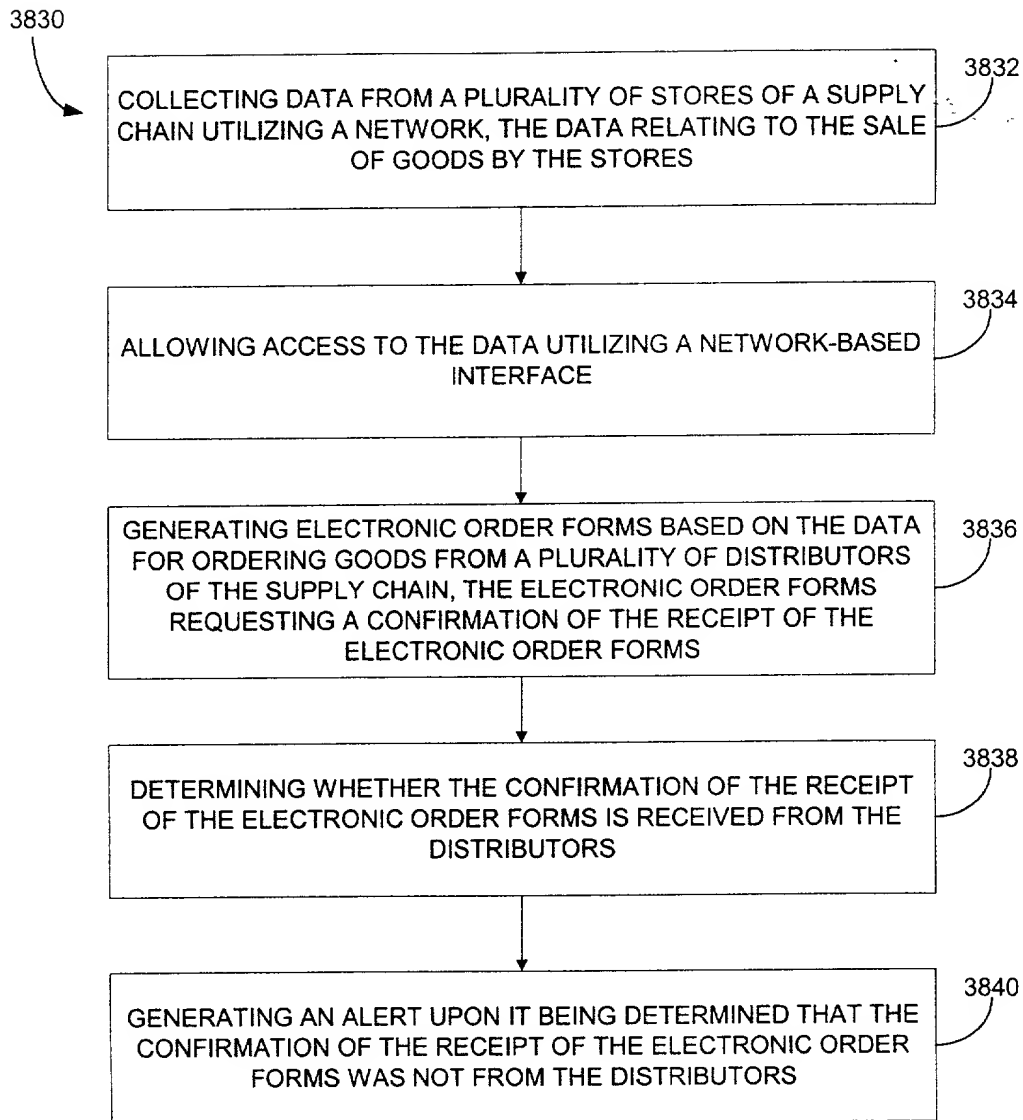 3830
3832
COLLECTING DATA FROM A PLURALITY OF STORES OF A SUPPLY
CHAIN UTILIZING A NETWORK, THE DATA RELATING TO THE SALE
OF GOODS BY THE STORES
3834
ALLOWING ACCESS TO THE DATA UTILIZING A NETWORK-BASED
INTERFACE
3836
GENERATING ELECTRONIC ORDER FORMS BASED ON THE DATA
FOR ORDERING GOODS FROM A PLURALITY OF DISTRIBUTORS
OF THE SUPPLY CHAIN, THE ELECTRONIC ORDER FORMS
REQUESTING A CONFIRMATION OF THE RECEIPT OF THE
ELECTRONIC ORDER FORMS
3838
DETERMINING WHETHER THE CONFIRMATION OF THE RECEIPT
OF THE ELECTRONIC ORDER FORMS IS RECEIVED FROM THE
DISTRIBUTORS
3840
GENERATING AN ALERT UPON IT BEING DETERMINED THAT THE
CONFIRMATION OF THE RECEIPT OF THE ELECTRONIC ORDER
FORMS WAS NOT FROM THE DISTRIBUTORS